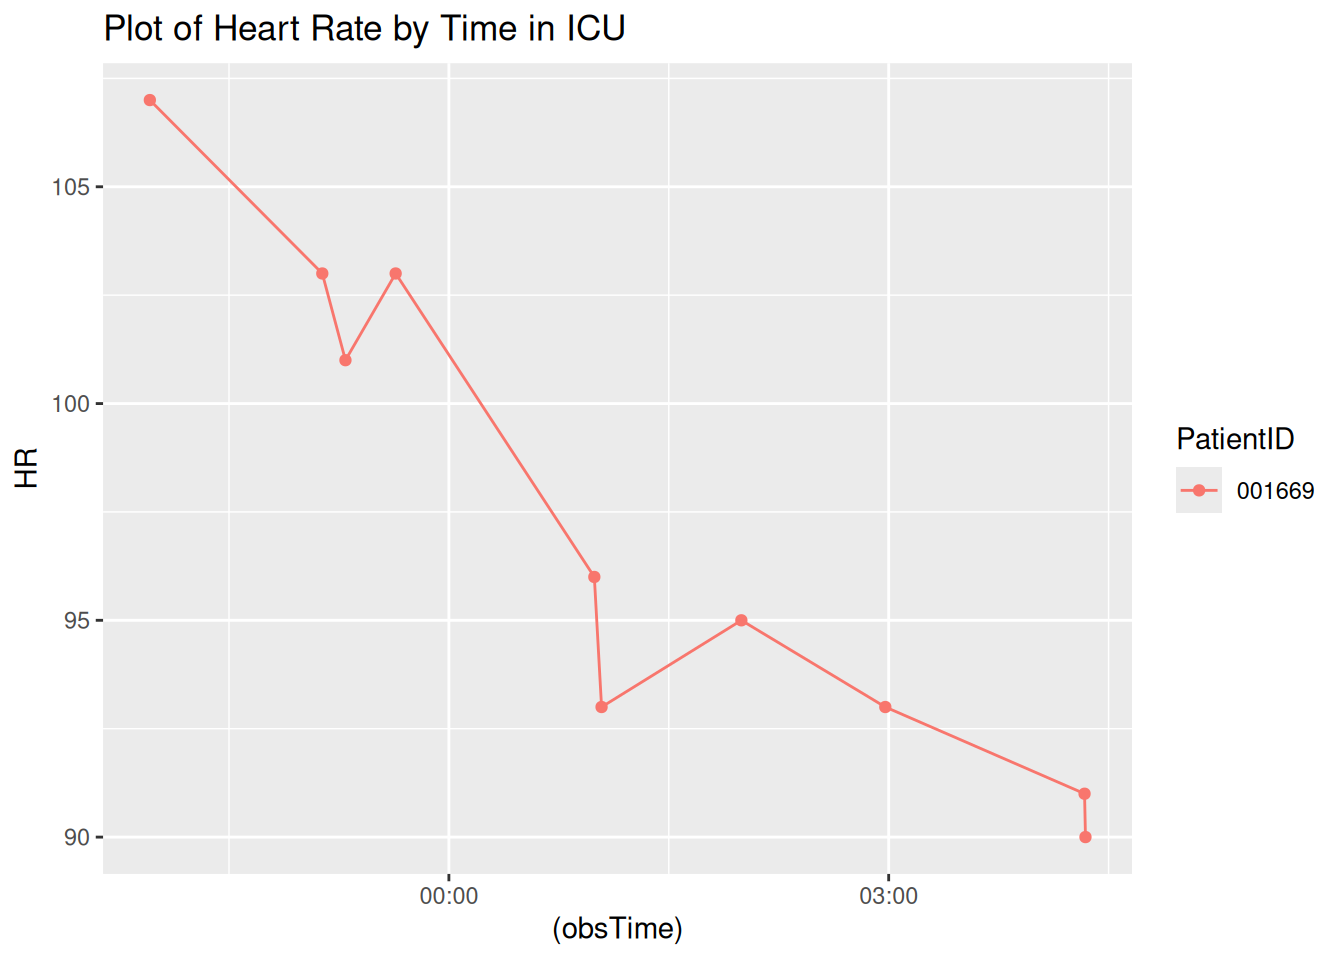 Plot of Heart Rate by Time in ICU
HR
105
100
95
90
00:00
03:00
(obsTime)
PatientID
001669